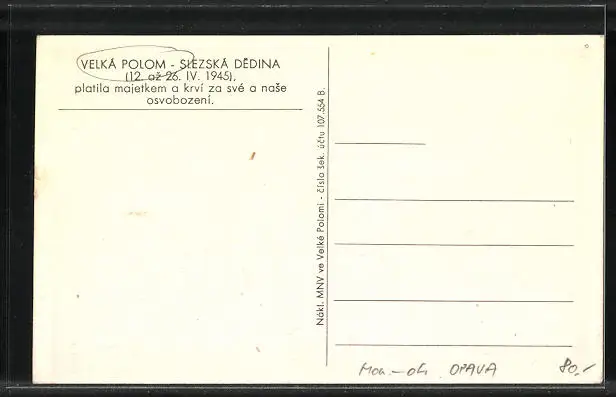 VELKÁ POLOM - SLEZSKÁ DĚDINA
(12. až 26. IV. 1945),
platila majetkem a krví za své a naše
osvobození.
Nákl. MNV ve Velké Polomi - číslo šek. účtu 107.554 B.
OPAVA
80,-